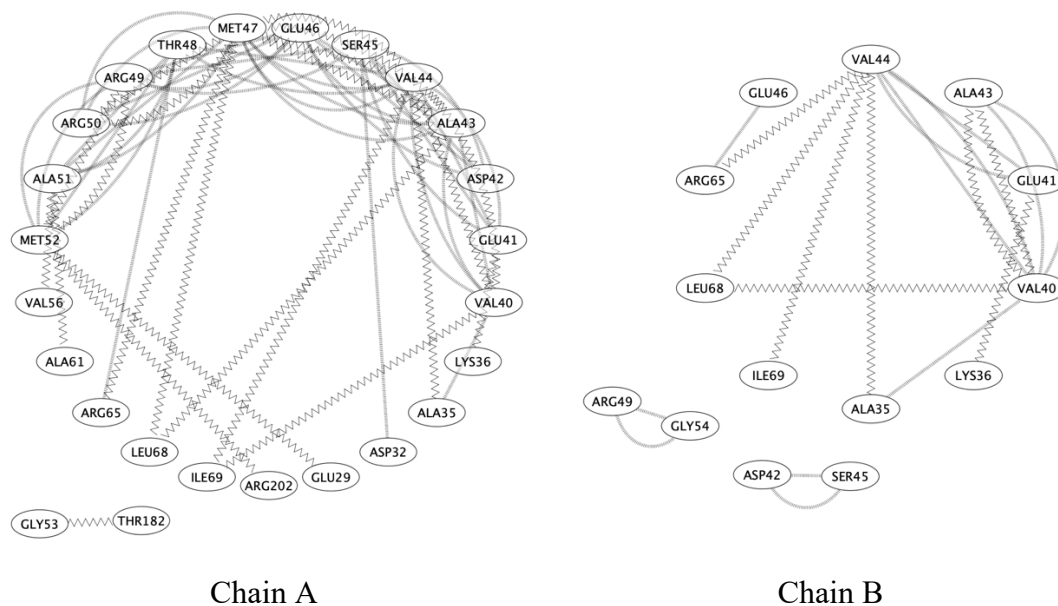 MET47
GLU46
THR48
SER45
ARG49
VAL44
ARG50
ALA43
ALA51
ASP42
MET52
GLU41
VAL56
VAL40
ALA61
LYS36
ARG65
ALA35
LEU68
ASP32
ILE69
ARG202
GLU29
GLY53
THR182
Chain A
VAL44
GLU46
ALA43
ARG65
GLU41
LEU68
VAL40
ILE69
LYS36
ARG49
ALA35
GLY54
ASP42
SER45
Chain B